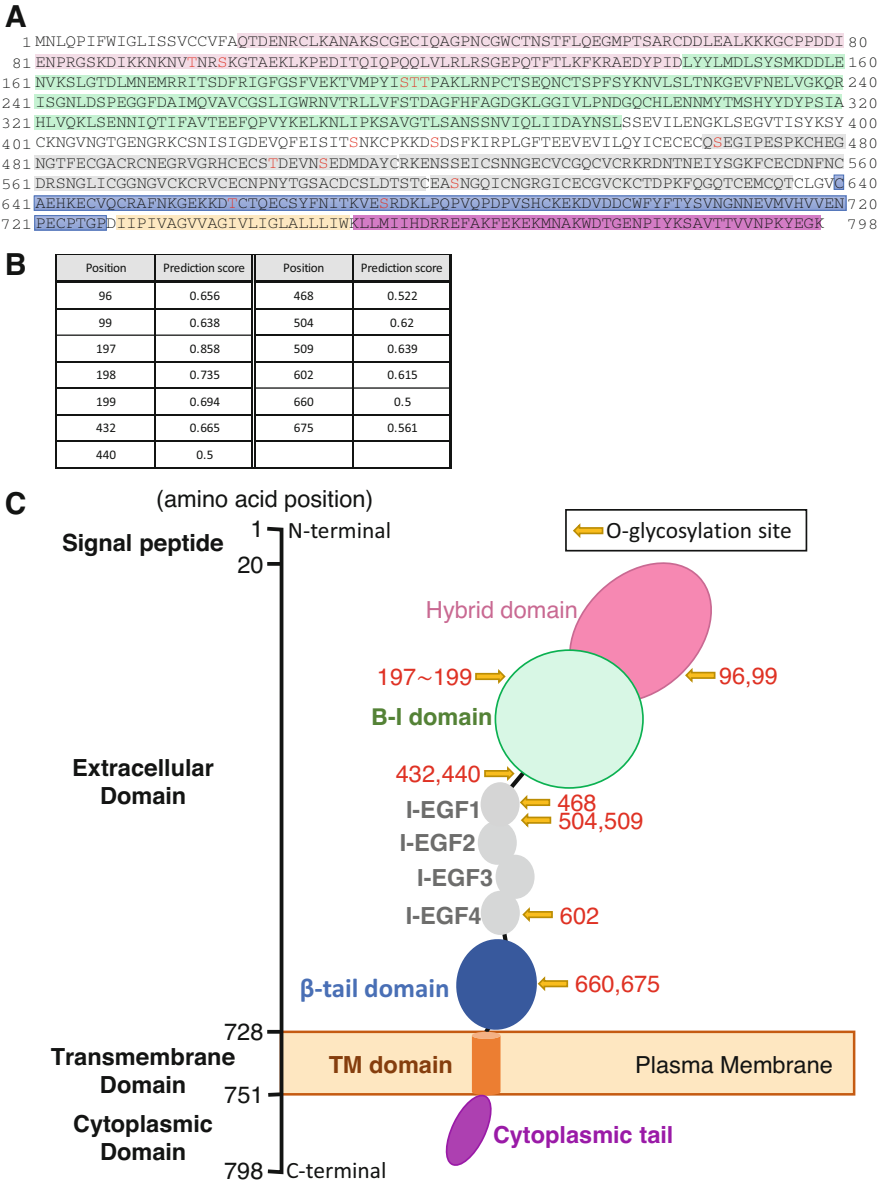 A
1 MNLQPIFWIGLISSVCCVFAQTDENRCLKANAKSCGECIQAGPNCGWCTNSTFLQEGMPTSARCDDLEALKKKGCPPDDI 80
81 ENPRGSKDIKKNKNVTNRSKGTAEKLKPEDITQIQPQQLVLRLRSGEPQTFTLKFKRAEDYPIDLYYLMDLSYSMKDDLE 160
161 NVKSLGTDLMNEMRRITSDFRIGFGSFVEKTVMPYISTTPAKLRNPCTSEQNCTSPFSYKNVLSLTNKGEVFNELVGKQR 240
241 ISGNLDSPEGGFDAIMQVAVCGSLIGWRNVTRLLVFSTDAGFHFAGDGKLGGIVLPNDGQCHLENNMYTMSHYYDYPSIA 320
321 HLVQKLSENNIQTIFAVTEEFQPVYKELKNLIPKSAVGTLSANSSNVIQLIIDAYNSLSSEVILENGKLSEGVTISYKSY 400
401 CKNGVNGTGENGRKCSNISIGDEVQFEISITSNKCPKKDSDSFKIRPLGFTEEVEVILQYICECECQSEGIPESPKCHEG 480
481 NGTFECGACRCNEGRVGRHCECSTDEVNSEDMDAYCRKENSSEICSNNGECVCGQCVCRKRDNTNEIYSGKFCECDNFNC 560
561 DRSNGLICGGNGVCKCRVCECNPNYTGSACDCSLDTSTCEASNGQICNGRGICECGVCKCTDPKFQGQTCEMCQTCLGVC 640
641 AEHKECVQCRAFNKGEKKDTCTQECSYFNITKVESRDKLPQPVQPDPVSHCKEKDVDDCWFYFTYSVNGNNEVMVHVVEN 720
721 PECPTGPDIIPIVAGVVAGIVLIGLALLLIWKLLMIIHDRREFAKFEKEKMNAKWDTGENPIYKSAVTTVVNPKYEGK 798
B
Position Prediction score Position Prediction score
96 0.656 468 0.522
99 0.638 504 0.62
197 0.858 509 0.639
198 0.735 602 0.615
199 0.694 660 0.5
432 0.665 675 0.561
440 0.5
C
(amino acid position)
1 N-terminal
Signal peptide
20
O-glycosylation site
Hybrid domain
197~199
96,99
B-I domain
Extracellular
Domain
432,440
I-EGF1
468
504,509
I-EGF2
I-EGF3
I-EGF4
602
β-tail domain
660,675
728
Transmembrane
Domain
TM domain
Plasma Membrane
751
Cytoplasmic
Domain
Cytoplasmic tail
798 C-terminal